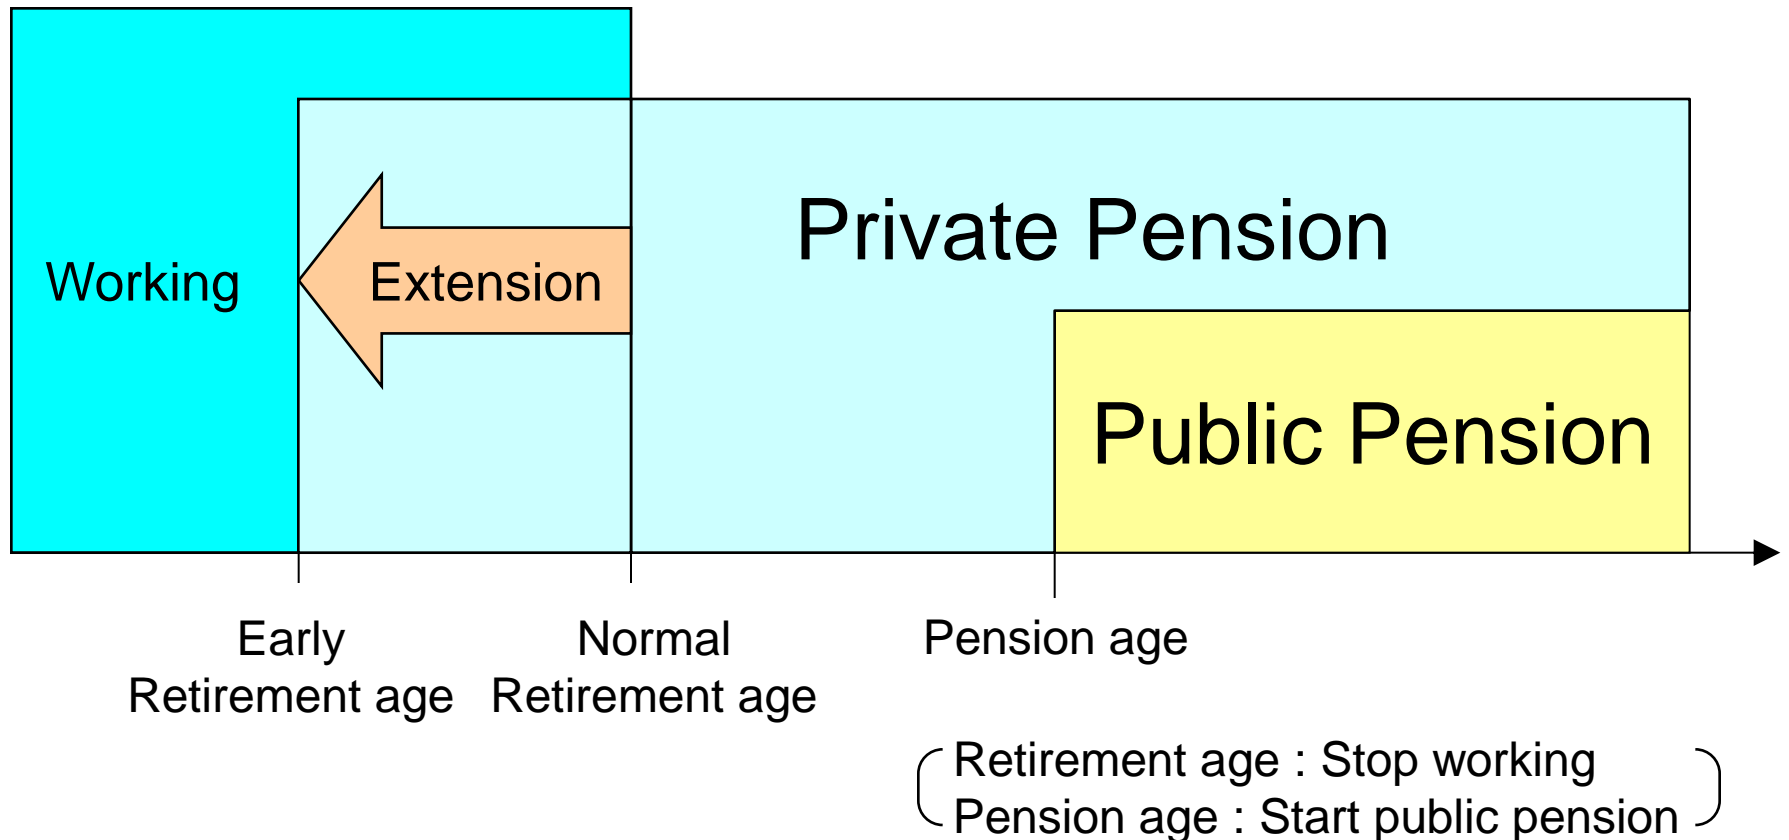 Private Pension
Working
Extension
Public Pension
Early
Retirement age
Normal
Retirement age
Pension age
Retirement age : Stop working
Pension age : Start public pension